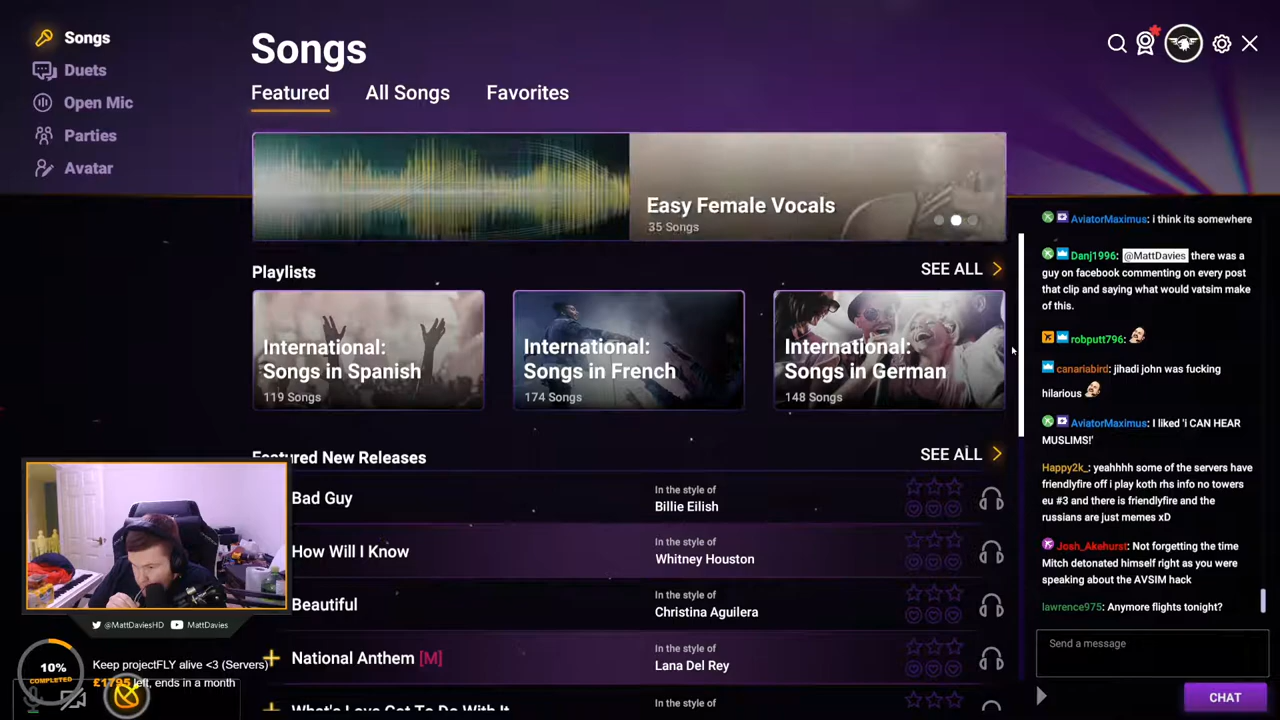 Songs
Duets
Open Mic
Parties
Avatar
Songs
Featured
All Songs
Favorites
Easy Female Vocals
35 Songs
Playlists
SEE ALL
International:
Songs in Spanish
119 Songs
International:
Songs in French
174 Songs
International:
Songs in German
148 Songs
Featured New Releases
SEE ALL
Bad Guy
In the style of
Billie Eilish
How Will I Know
In the style of
Whitney Houston
Beautiful
In the style of
Christina Aguilera
National Anthem [M]
In the style of
Lana Del Rey
What's Love Got To Do With It
In the style of
AviatorMaximus: i think its somewhere
Danj1996: @MattDavies there was a
guy on facebook commenting on every post
that clip and saying what would vatsim make
of this.
robputt796:
canariabird: jihadi john was fucking
hilarious
AviatorMaximus: I liked 'i CAN HEAR
MUSLIMS!'
Happy2k_: yeahhhh some of the servers have
friendlyfire off i play koth rhs info no towers
eu #3 and there is friendlyfire and the
russians are just memes xD
Josh_Akehurst: Not forgetting the time
Mitch detonated himself right as you were
speaking about the AVSIM hack
lawrence975: Anymore flights tonight?
Send a message
CHAT
@MattDaviesHD MattDavies
10%
COMPLETED
Keep projectFLY alive <3 (Servers)
£1795 left, ends in a month